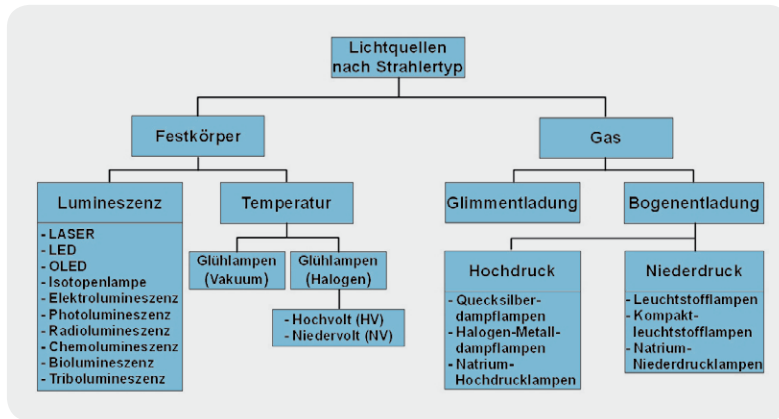 Lichtquellen
nach Strahlertyp
Festkörper
Gas
Lumineszenz
- LASER
- LED
- OLED
- Isotopenlampe
- Elektrolumineszenz
- Photolumineszenz
- Radiolumineszenz
- Chemolumineszenz
- Biolumineszenz
- Tribolumineszenz
Temperatur
Glühlampen
(Vakuum)
Glühlampen
(Halogen)
- Hochvolt (HV)
- Niedervolt (NV)
Glimmentladung
Bogenentladung
Hochdruck
- Quecksilber-
dampflampen
- Halogen-Metall-
dampflampen
- Natrium-
Hochdrucklampen
Niederdruck
- Leuchtstofflampen
- Kompakt-
leuchtstofflampen
- Natrium-
Niederdrucklampen